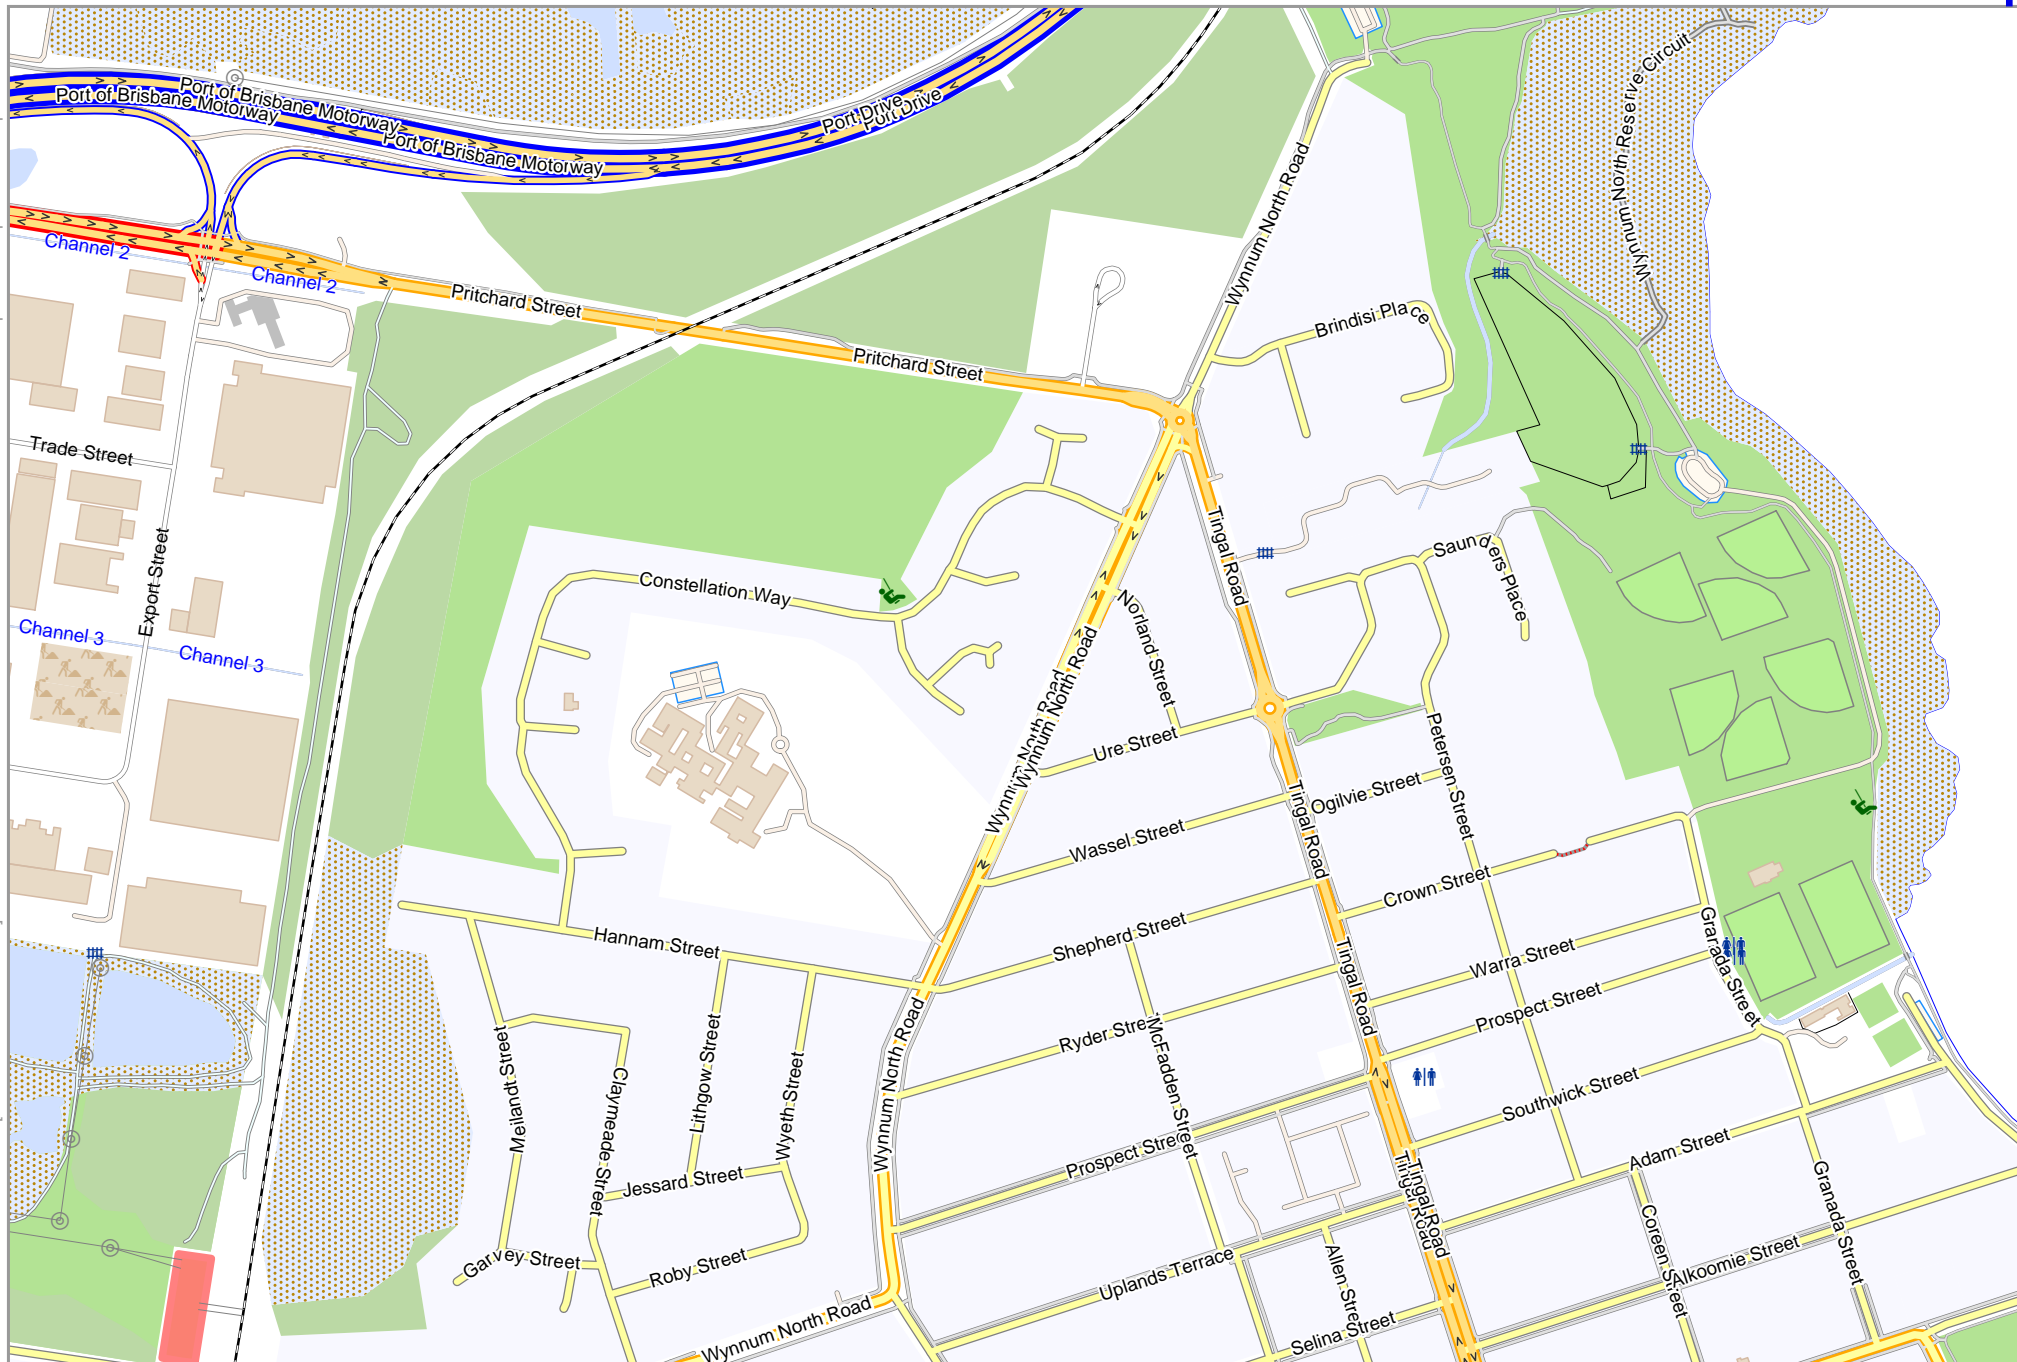 Port of Brisbane Motorway
Port of Brisbane Motorway
Port of Brisbane Motorway
Port Drive
Port Drive
Wynnum North Reserve Circuit
Wynnum North Road
Channel 2
Channel 2
Pritchard Street
Pritchard Street
Brindisi Place
Trade Street
Export Street
Tingal Road
Saunders Place
Constellation Way
Norland Street
Channel 3
Channel 3
Wynnum North Road
Wynnum North Road
Ure Street
Petersen Street
Ogilvie Street
Tingal Road
Wassel Street
Crown Street
Shepherd Street
Hannam Street
Granada Street
Warra Street
Tingal Road
Prospect Street
Wynnum North Road
Ryder Street
McFadden Street
Meilandt Street
Claymeade Street
Lithgow Street
Wyeth Street
Southwick Street
Prospect Street
Adam Street
Jessard Street
Tingal Road
Tingal Road
Granada Street
Coreen Street
Garvey Street
Roby Street
Uplands Terrace
Allen Street
Alkoomie Street
Selina Street
Wynnum North Road